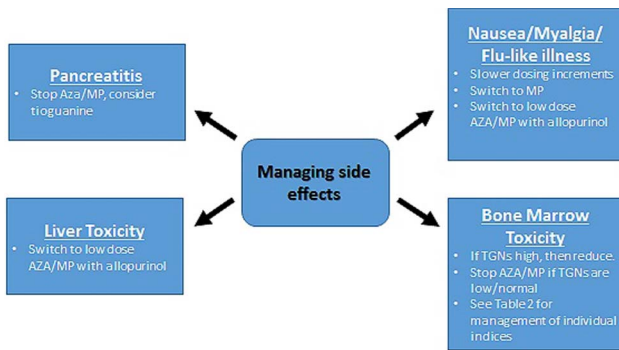 Pancreatitis
• Stop Aza/MP, consider
tioguanine
Nausea/Myalgia/
Flu-like illness
• Slower dosing increments
• Switch to MP
• Switch to low dose
AZA/MP with allopurinol
Managing side
effects
Liver Toxicity
• Switch to low dose
AZA/MP with allopurinol
Bone Marrow
Toxicity
• If TGNs high, then reduce.
• Stop AZA/MP if TGNs are
low/normal
• See Table 2 for
management of individual
indices